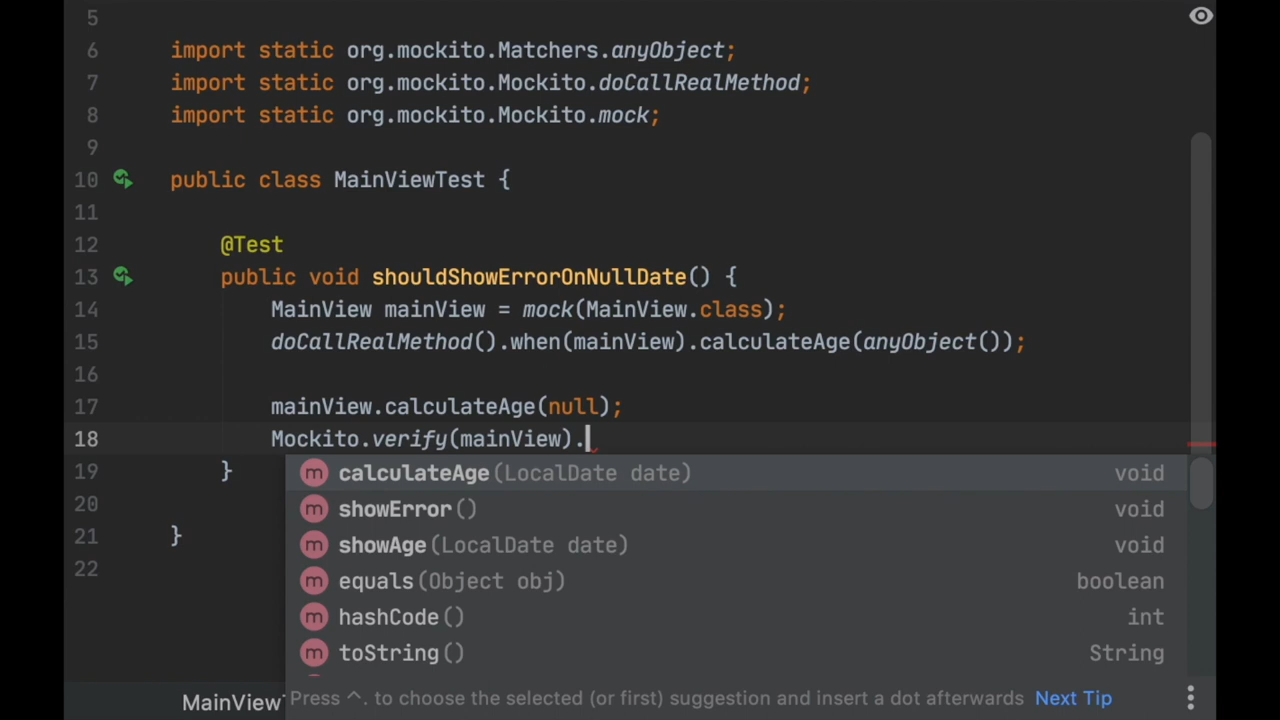 5
6 import static org.mockito.Matchers.anyObject;
7 import static org.mockito.Mockito.doCallRealMethod;
8 import static org.mockito.Mockito.mock;
9
10 public class MainViewTest {
11
12 @Test
13 public void shouldShowErrorOnNullDate() {
14 MainView mainView = mock(MainView.class);
15 doCallRealMethod().when(mainView).calculateAge(anyObject());
16
17 mainView.calculateAge(null);
18 Mockito.verify(mainView).
19 }
m calculateAge(LocalDate date) void
20
m showError() void
21 }
m showAge(LocalDate date) void
22
m equals(Object obj) boolean
m hashCode() int
m toString() String
MainView
Press ^. to choose the selected (or first) suggestion and insert a dot afterwards Next Tip